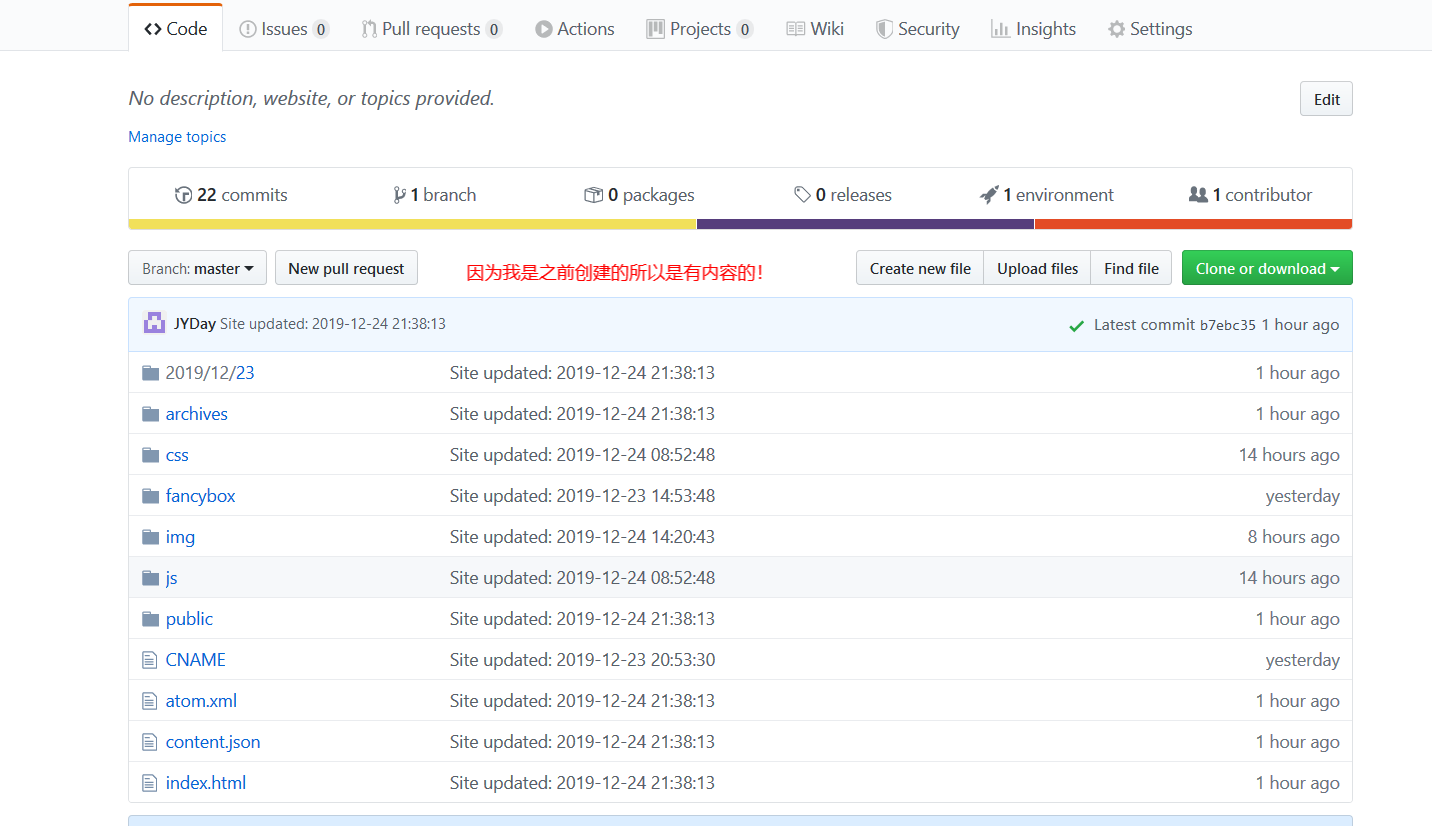 Code Issues 0 Pull requests 0 Actions Projects 0 Wiki Security Insights Settings
No description, website, or topics provided. Edit
Manage topics
22 commits 1 branch 0 packages 0 releases 1 environment 1 contributor
Branch: master New pull request 因为我是之前创建的所以是有内容的! Create new file Upload files Find file Clone or download
JYDay Site updated: 2019-12-24 21:38:13 Latest commit b7ebc35 1 hour ago
2019/12/23 Site updated: 2019-12-24 21:38:13 1 hour ago
archives Site updated: 2019-12-24 21:38:13 1 hour ago
css Site updated: 2019-12-24 08:52:48 14 hours ago
fancybox Site updated: 2019-12-23 14:53:48 yesterday
img Site updated: 2019-12-24 14:20:43 8 hours ago
js Site updated: 2019-12-24 08:52:48 14 hours ago
public Site updated: 2019-12-24 21:38:13 1 hour ago
CNAME Site updated: 2019-12-23 20:53:30 yesterday
atom.xml Site updated: 2019-12-24 21:38:13 1 hour ago
content.json Site updated: 2019-12-24 21:38:13 1 hour ago
index.html Site updated: 2019-12-24 21:38:13 1 hour ago